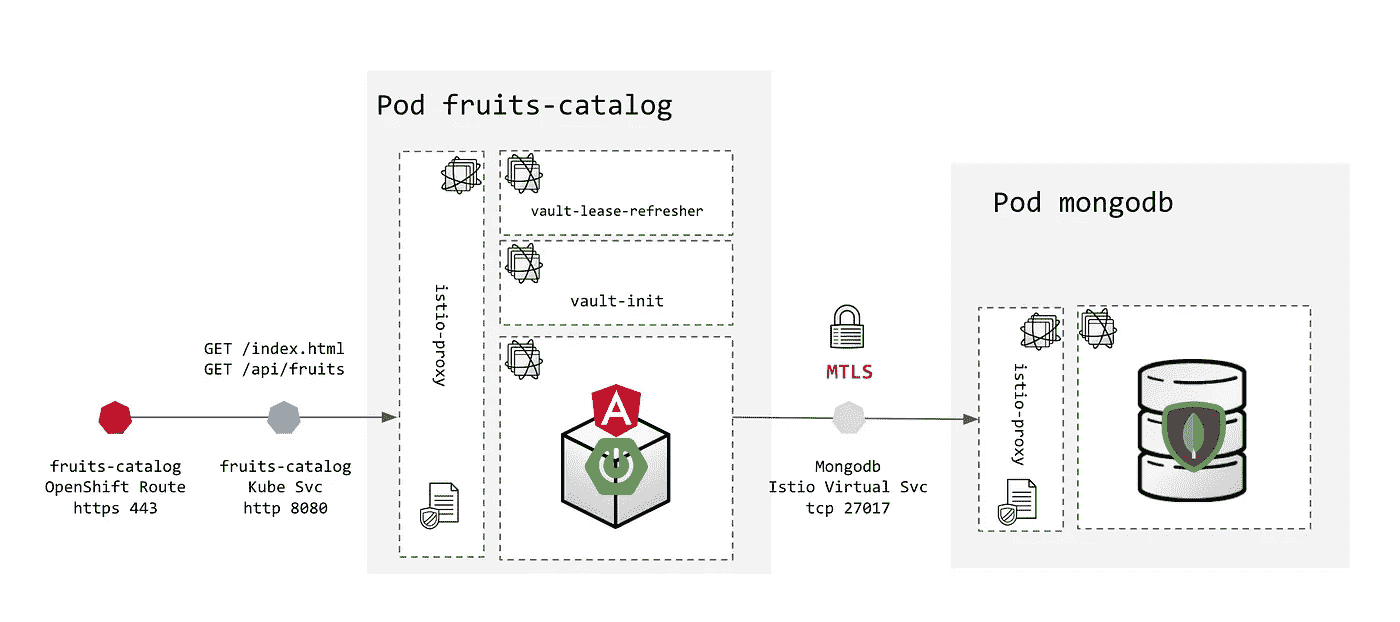 Pod fruits-catalog
vault-lease-refresher
vault-init
istio-proxy
GET /index.html
GET /api/fruits
fruits-catalog
OpenShift Route
https 443
fruits-catalog
Kube Svc
http 8080
A
MTLS
Mongodb
Istio Virtual Svc
tcp 27017
Pod mongodb
istio-proxy